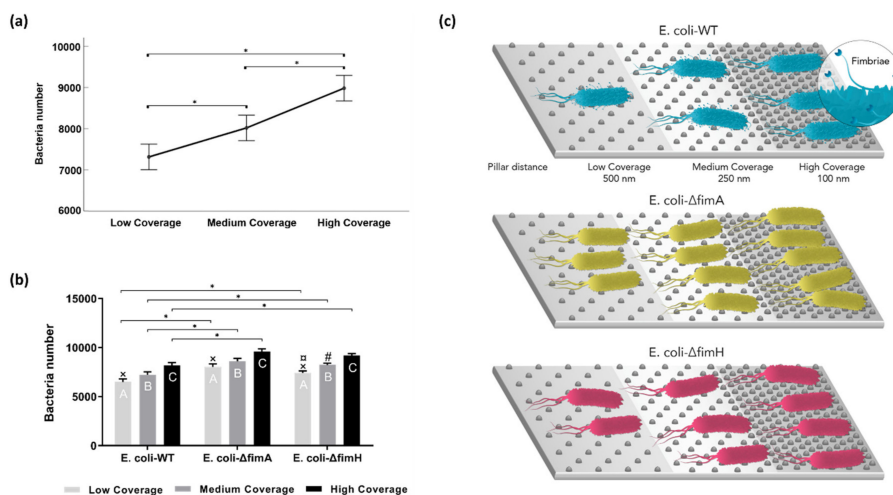 (a)
10000
9000
8000
7000
6000
Bacteria number
*
*
*
Low Coverage Medium Coverage High Coverage
(b)
15000
10000
5000
0
Bacteria number
*
*
*
*
*
*
× × ¤ #
×
A B C A B C A B C
E. coli-WT E. coli-ΔfimA E. coli-ΔfimH
Low Coverage Medium Coverage High Coverage
(c)
E. coli-WT
Fimbriae
Pillar distance Low Coverage Medium Coverage High Coverage
500 nm 250 nm 100 nm
E. coli-ΔfimA
E. coli-ΔfimH